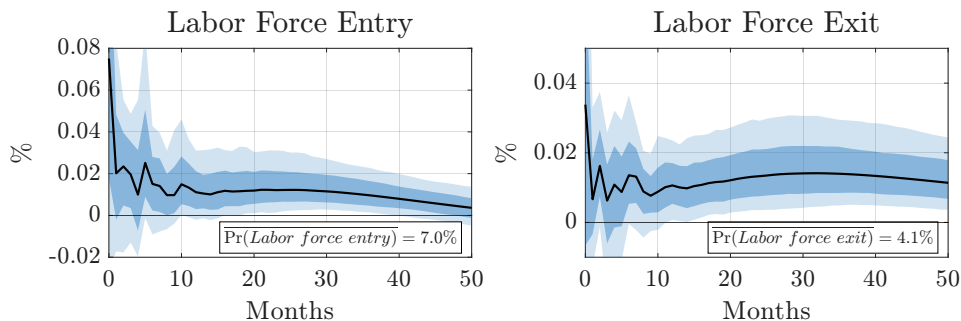 Labor Force Entry
0.08
0.06
0.04
0.02
0
-0.02
%
0 10 20 30 40 50
Months
Pr(Labor force entry) = 7.0%
Labor Force Exit
0.04
0.02
0
%
0 10 20 30 40 50
Months
Pr(Labor force exit) = 4.1%